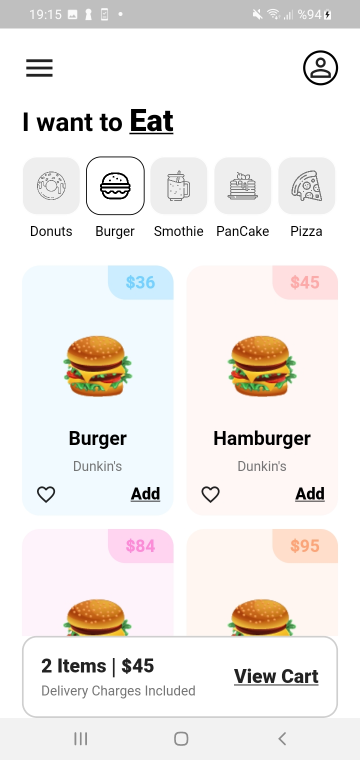 19:15 %94
I want to Eat
Donuts Burger Smothie PanCake Pizza
$36 $45
Burger Hamburger
Dunkin's Dunkin's
Add Add
$84 $95
2 Items | $45
View Cart
Delivery Charges Included